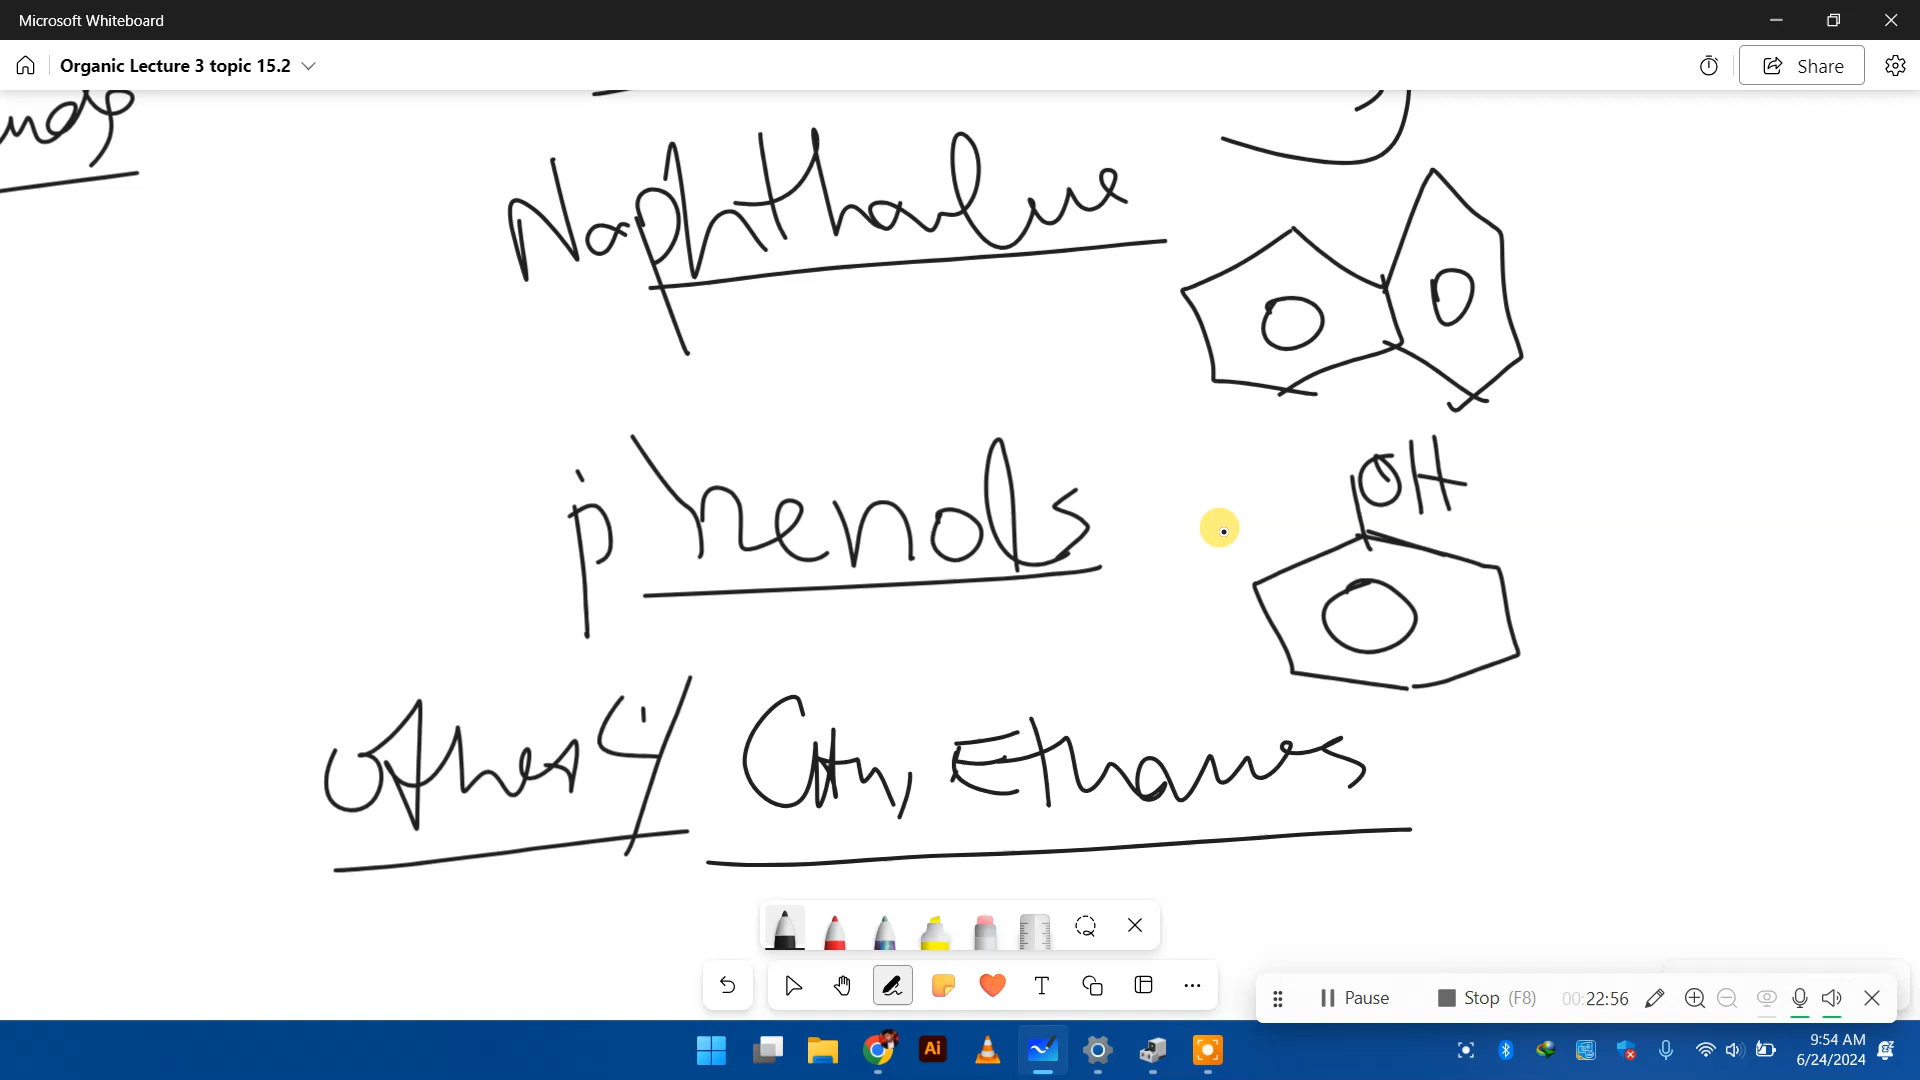 Microsoft Whiteboard
Organic Lecture 3 topic 15.2
Share
Naphthalene
OH
phenols
others CH4, Ethanes
Pause
Stop (F8)
00:22:56
Ai
9:54 AM
6/24/2024